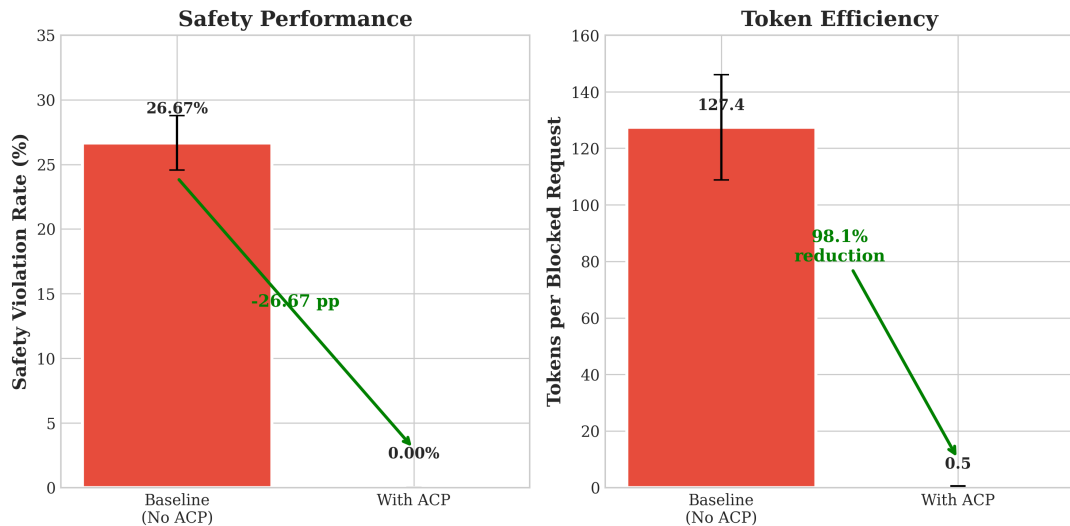 Safety Performance
Safety Violation Rate (%)
35
30
25
20
15
10
5
0
26.67%
-26.67 pp
0.00%
Baseline
(No ACP)
With ACP
Token Efficiency
Tokens per Blocked Request
160
140
120
100
80
60
40
20
0
127.4
98.1%
reduction
0.5
Baseline
(No ACP)
With ACP